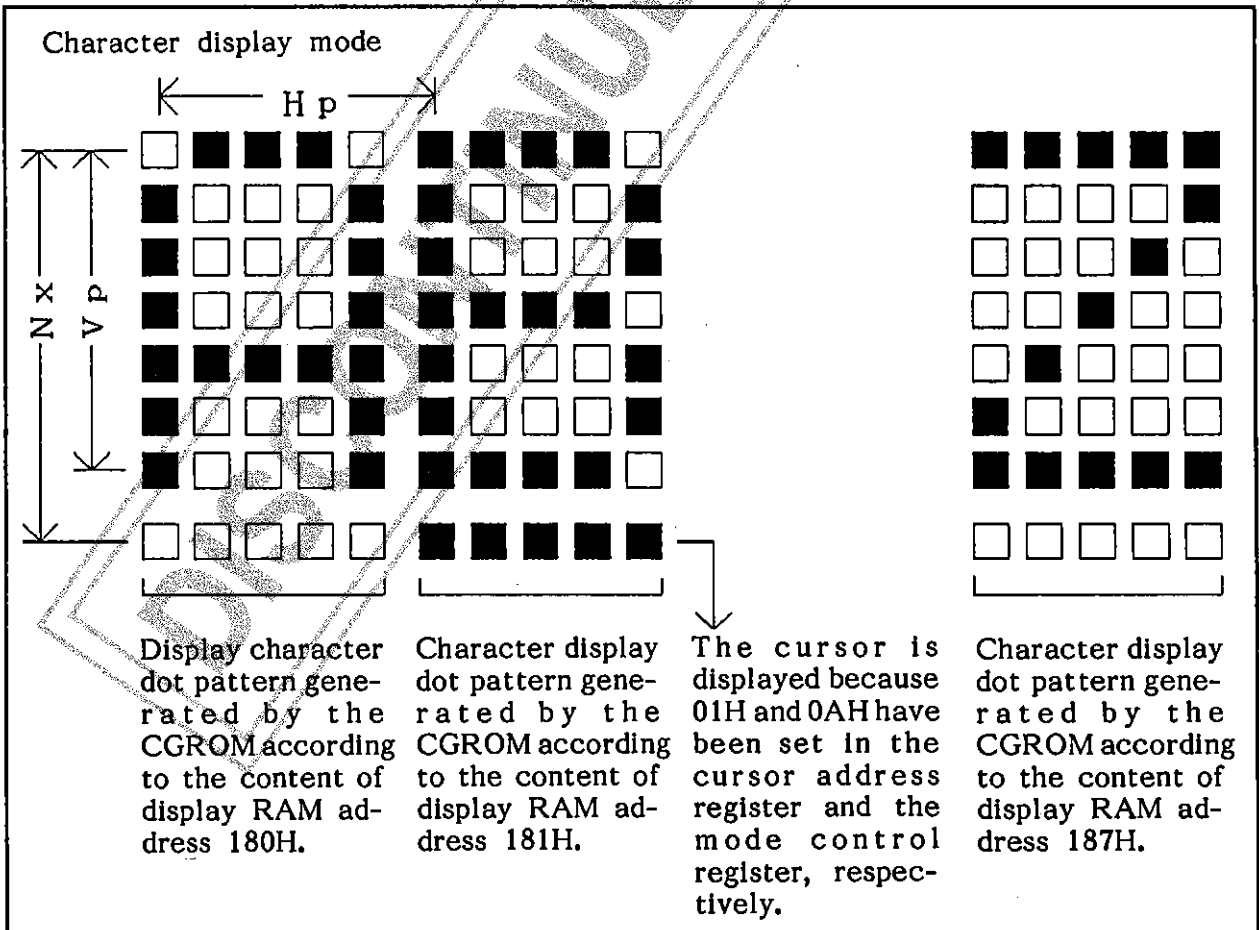 Character display mode
H p
N x
V p
Display character
dot pattern gene-
rated by the
CGROM according
to the content of
display RAM ad-
dress 180H.
Character display
dot pattern gene-
rated by the
CGROM according
to the content of
display RAM ad-
dress 181H.
The cursor is
displayed because
01H and 0AH have
been set in the
cursor address
register and the
mode control
register, respec-
tively.
Character display
dot pattern gene-
rated by the
CGROM according
to the content of
display RAM ad-
dress 187H.
DISCONTINUE